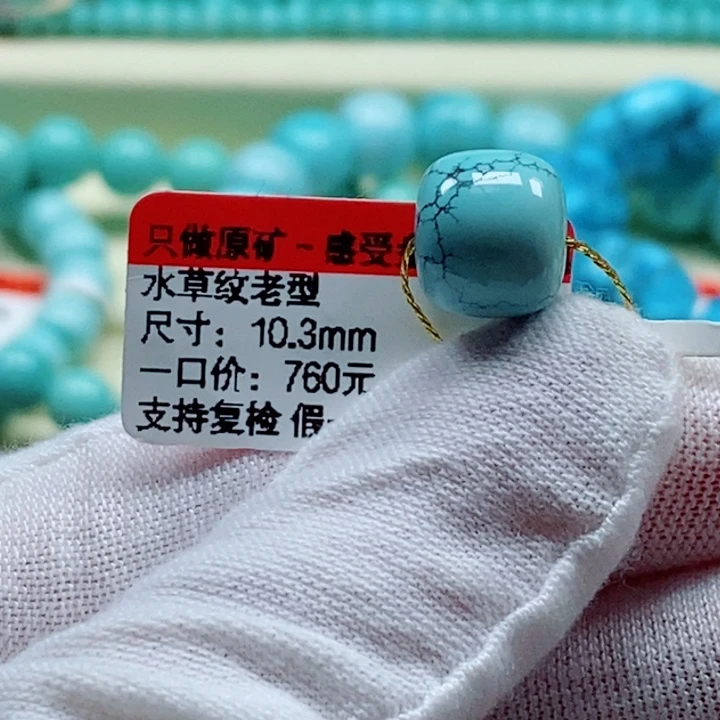 只做原矿~感受
水草纹老型
尺寸：10.3mm
一口价：760元
支持复检 假